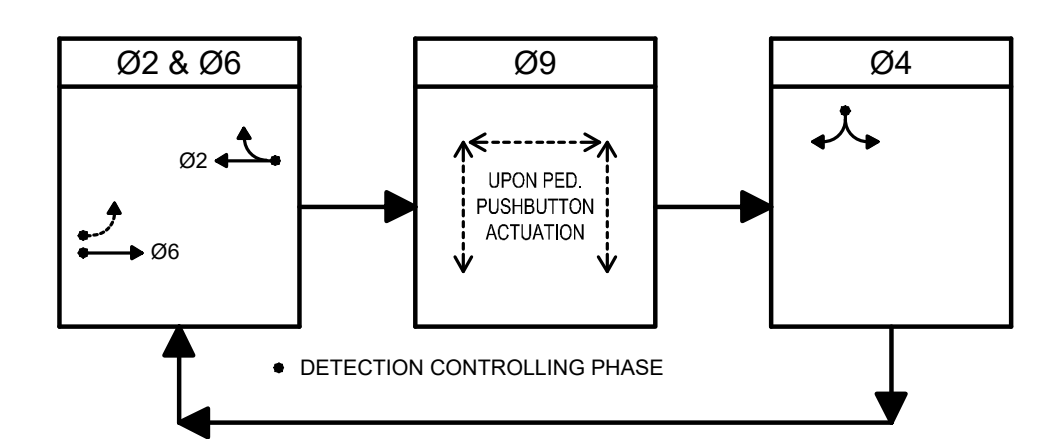 Ø2 & Ø6
Ø9
Ø4
Ø2
Ø6
UPON PED.
PUSHBUTTON
ACTUATION
DETECTION CONTROLLING PHASE